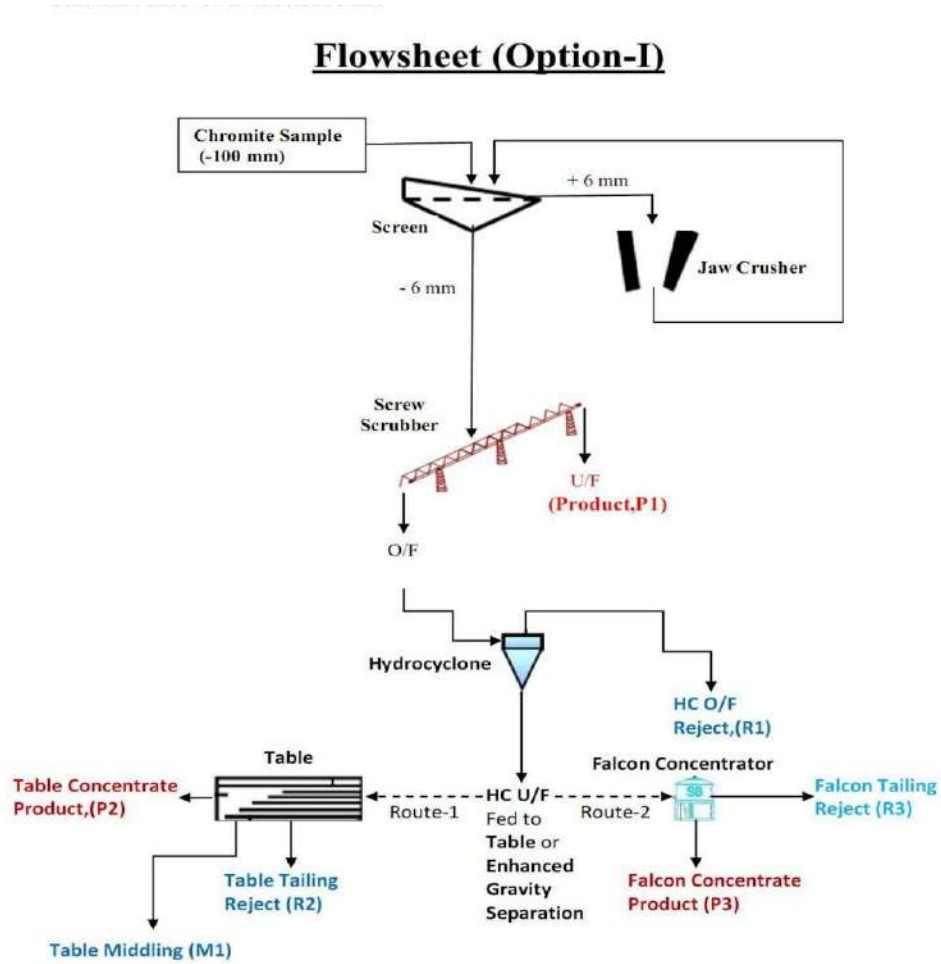 Flowsheet (Option-I)
Chromite Sample
(-100 mm)
+ 6 mm
Screen
Jaw Crusher
- 6 mm
Screw
Scrubber
U/F
(Product,P1)
O/F
Hydrocyclone
HC O/F
Reject,(R1)
Table
Falcon Concentrator
Table Concentrate
Product,(P2)
Route-1
HC U/F
Fed to
Table or
Enhanced
Gravity
Separation
Route-2
SB
Falcon Tailing
Reject (R3)
Table Tailing
Reject (R2)
Falcon Concentrate
Product (P3)
Table Middling (M1)